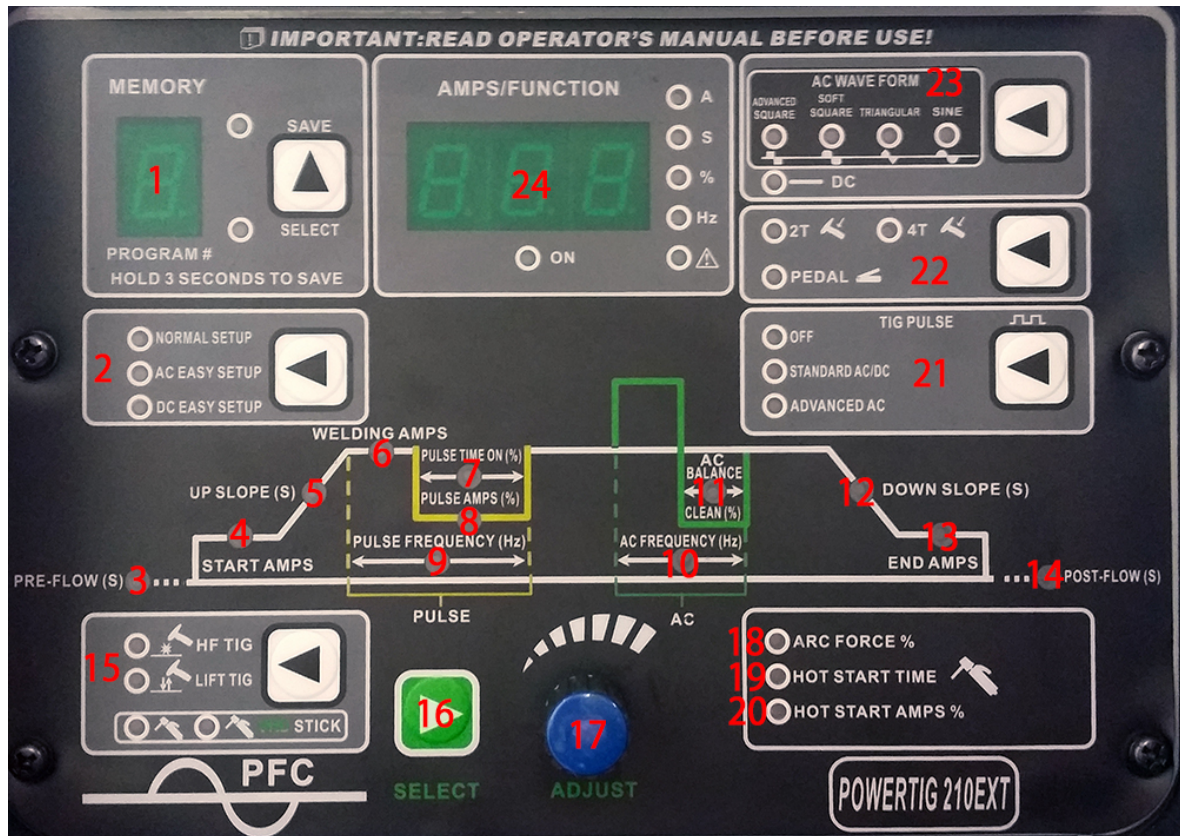 IMPORTANT:READ OPERATOR'S MANUAL BEFORE USE!
MEMORY
1
SAVE
SELECT
PROGRAM #
HOLD 3 SECONDS TO SAVE
AMPS/FUNCTION
24
ON
A
S
%
Hz
AC WAVE FORM 23
ADVANCED SQUARE
SOFT SQUARE
TRIANGULAR
SINE
DC
2T
4T
PEDAL
22
2
NORMAL SETUP
AC EASY SETUP
DC EASY SETUP
TIG PULSE
OFF
STANDARD AC/DC
ADVANCED AC
21
WELDING AMPS
6
PULSE TIME ON (%)
7
PULSE AMPS (%)
8
UP SLOPE (S) 5
4
START AMPS
PRE-FLOW (S) 3
PULSE FREQUENCY (Hz)
9
PULSE
AC
BALANCE
11
CLEAN (%)
AC FREQUENCY (Hz)
10
AC
12 DOWN SLOPE (S)
13
END AMPS
14 POST-FLOW (S)
15
HF TIG
LIFT TIG
VRD STICK
PFC
16
SELECT
17
ADJUST
18 ARC FORCE %
19 HOT START TIME
20 HOT START AMPS %
POWERTIG 210EXT